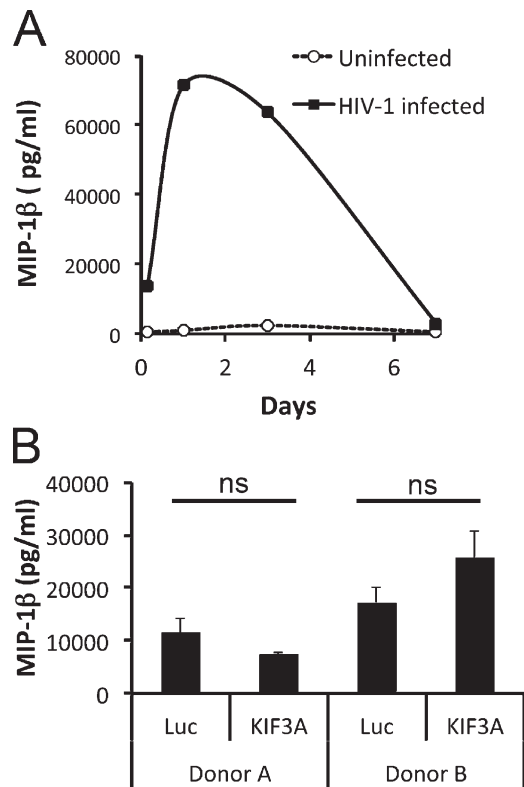 A
MIP-1β ( pg/ml)
80000
60000
40000
20000
0
Uninfected
HIV-1 infected
0 2 4 6
Days
B
MIP-1β (pg/ml)
40000
30000
20000
10000
0
ns ns
Luc KIF3A Luc KIF3A
Donor A Donor B